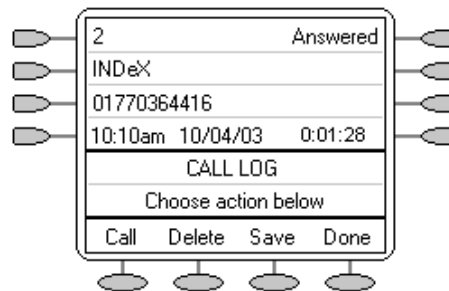 2 Answered
INDeX
01770364416
10:10am 10/04/03 0:01:28
CALL LOG
Choose action below
Call Delete Save Done